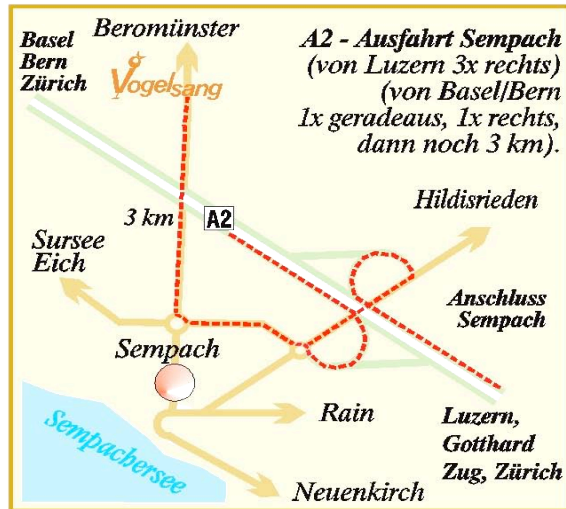 Basel
Bern
Zürich
Beromünster
Vogelsang
A2 - Ausfahrt Sempach
(von Luzern 3x rechts)
(von Basel/Bern
1x geradeaus, 1x rechts,
dann noch 3 km).
3 km
A2
Hildisrieden
Sursee
Eich
Anschluss
Sempach
Sempach
Rain
Luzern,
Gotthard
Zug, Zürich
Sempachersee
Neuenkirch